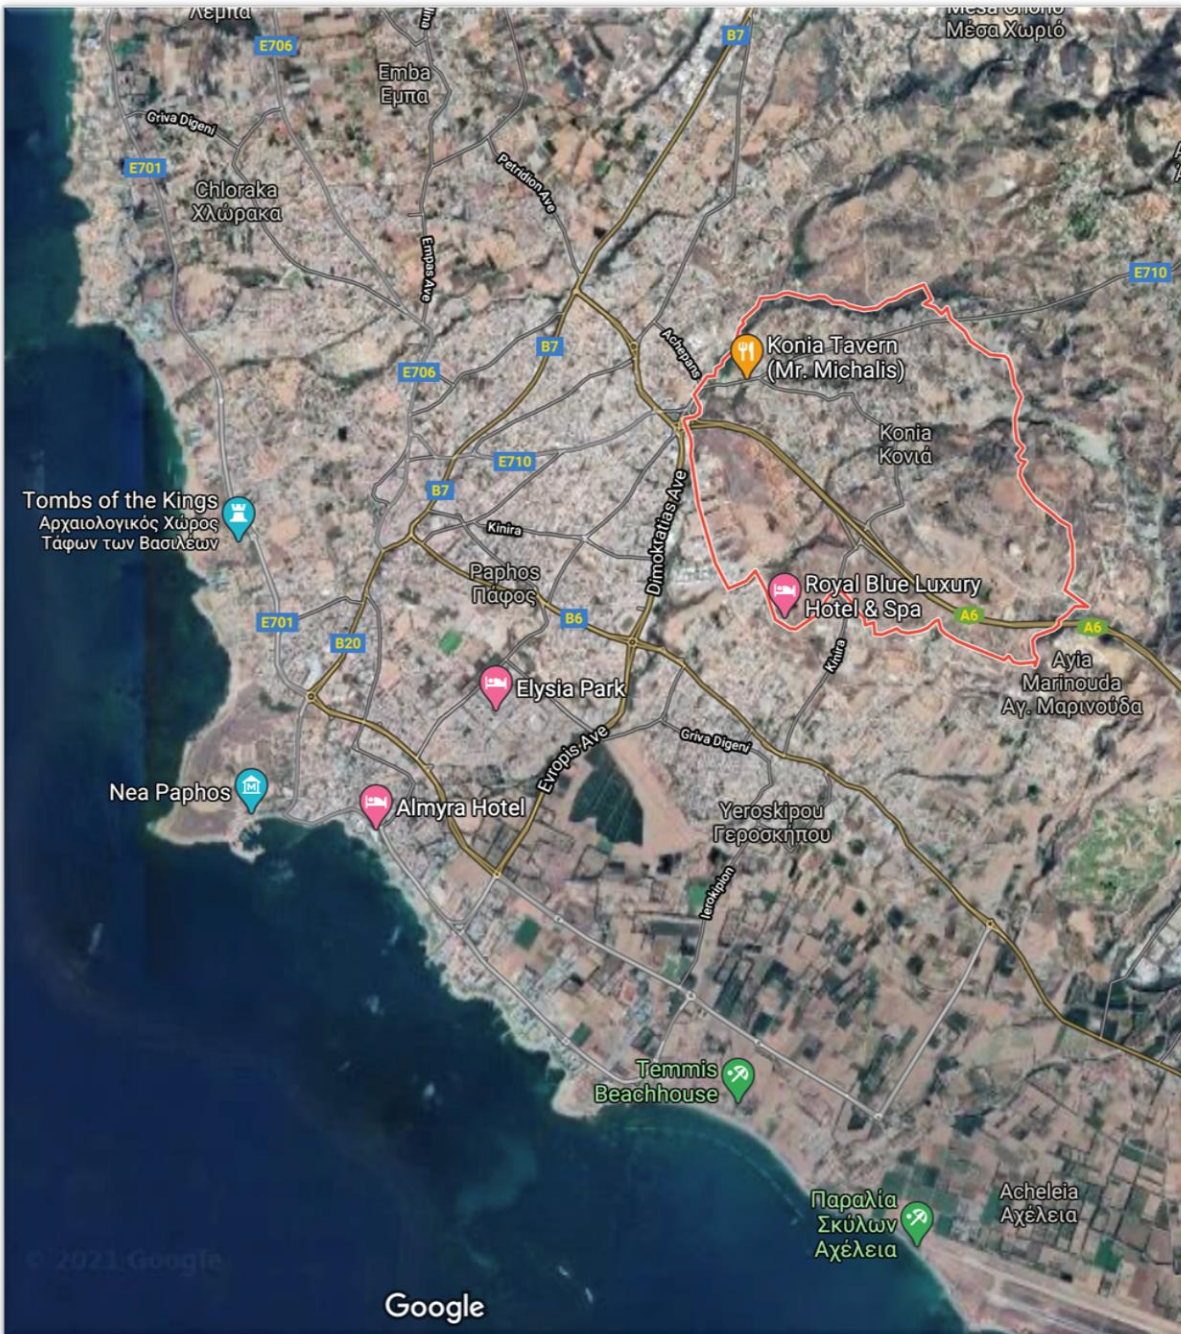 Λέμπα
E706
lina
B7
Mesa Chorio
Μέσα Χωριό
Emba
Εμπα
Griva Digeni
E701
Petridion Ave
Chloraka
Χλώρακα
Empas Ave
E710
Achepans
Konia Tavern
(Mr. Michalis)
B7
E706
Konia
Κονιά
E710
B7
Tombs of the Kings
Αρχαιολογικός Χώρος
Τάφων των Βασιλέων
Kinira
Dimokratias Ave
Paphos
Πάφος
Royal Blue Luxury
Hotel & Spa
E701
B6
A6
A6
B20
Kinira
Ayia
Marinouda
Αγ. Μαρινούδα
Elysia Park
Evropis Ave
Griva Digeni
Nea Paphos
Almyra Hotel
Yeroskipou
Γεροσκήπου
Ierokipion
Temmis
Beachhouse
Παραλία
Σκύλων
Αχέλεια
Acheleia
Αχέλεια
© 2021 Google
Google